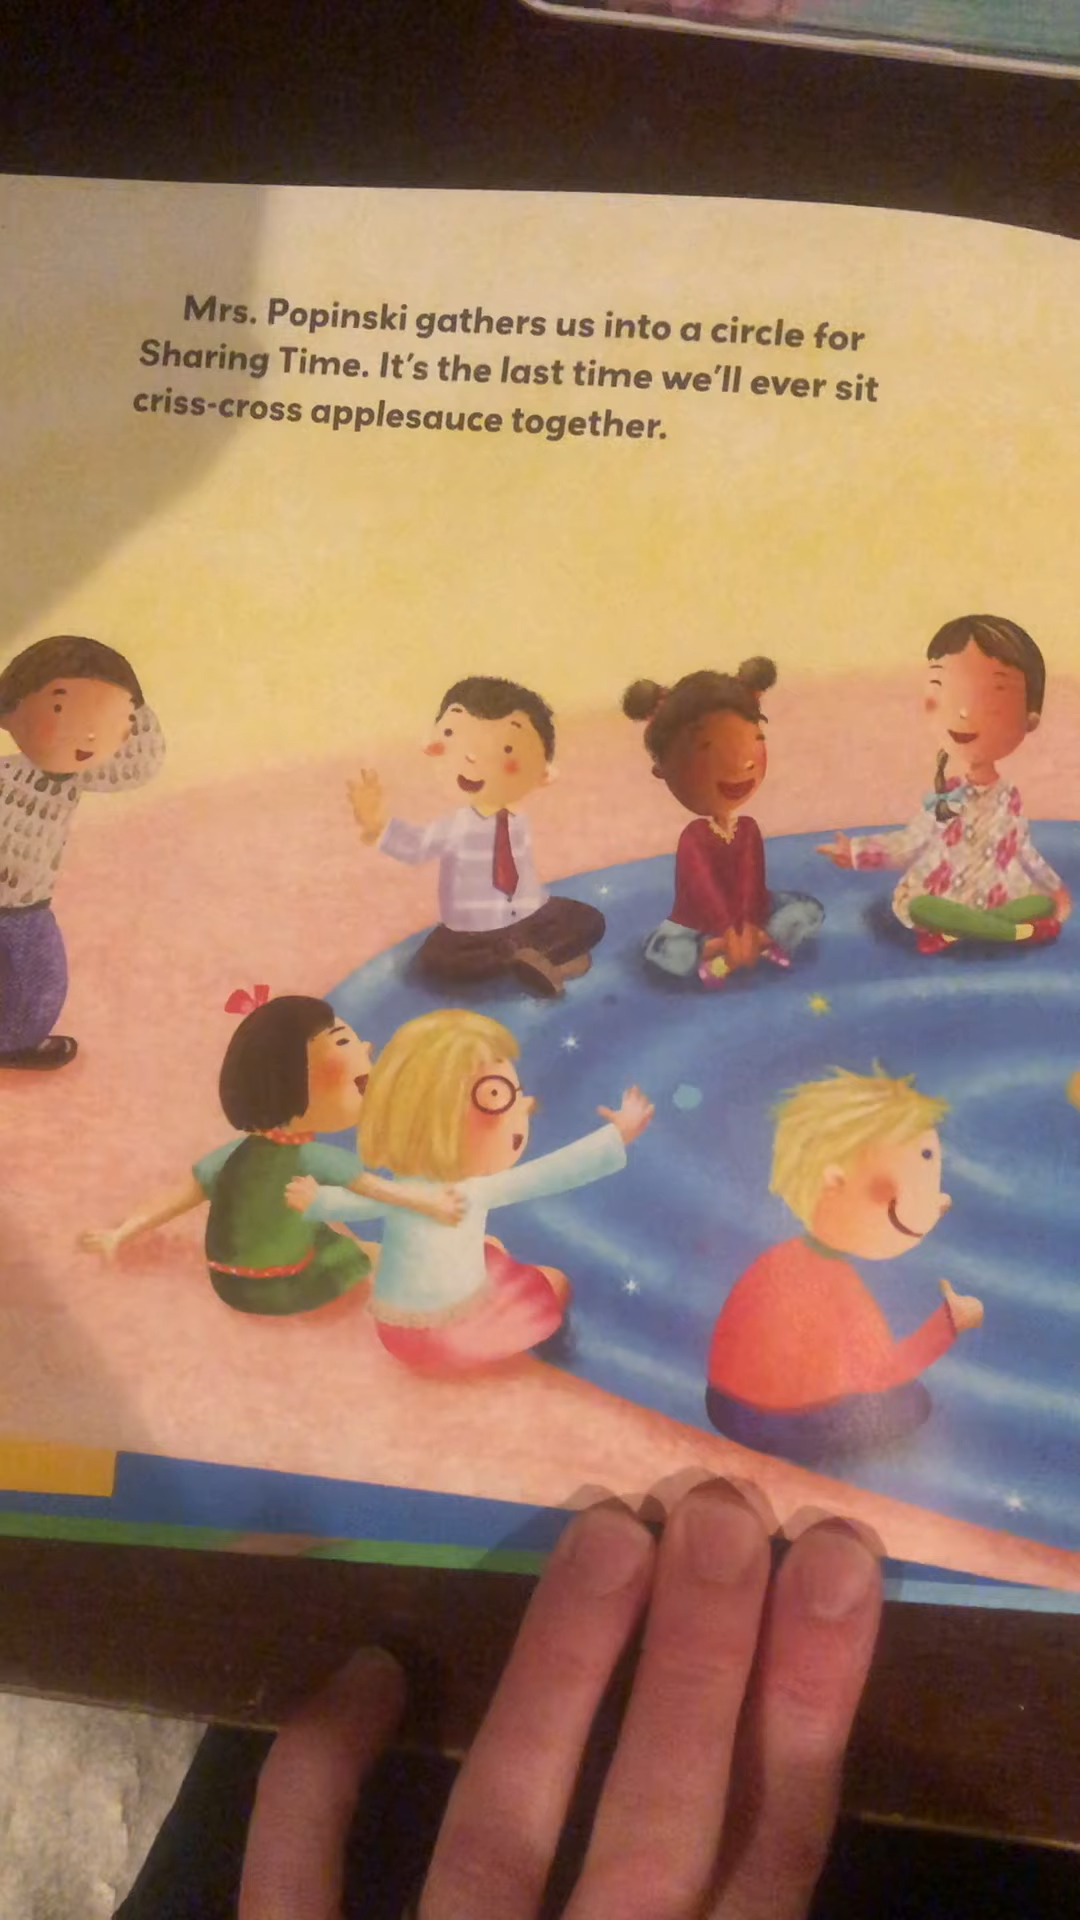 Mrs. Popinski gathers us into a circle for
Sharing Time. It's the last time we'll ever sit
criss-cross applesauce together.